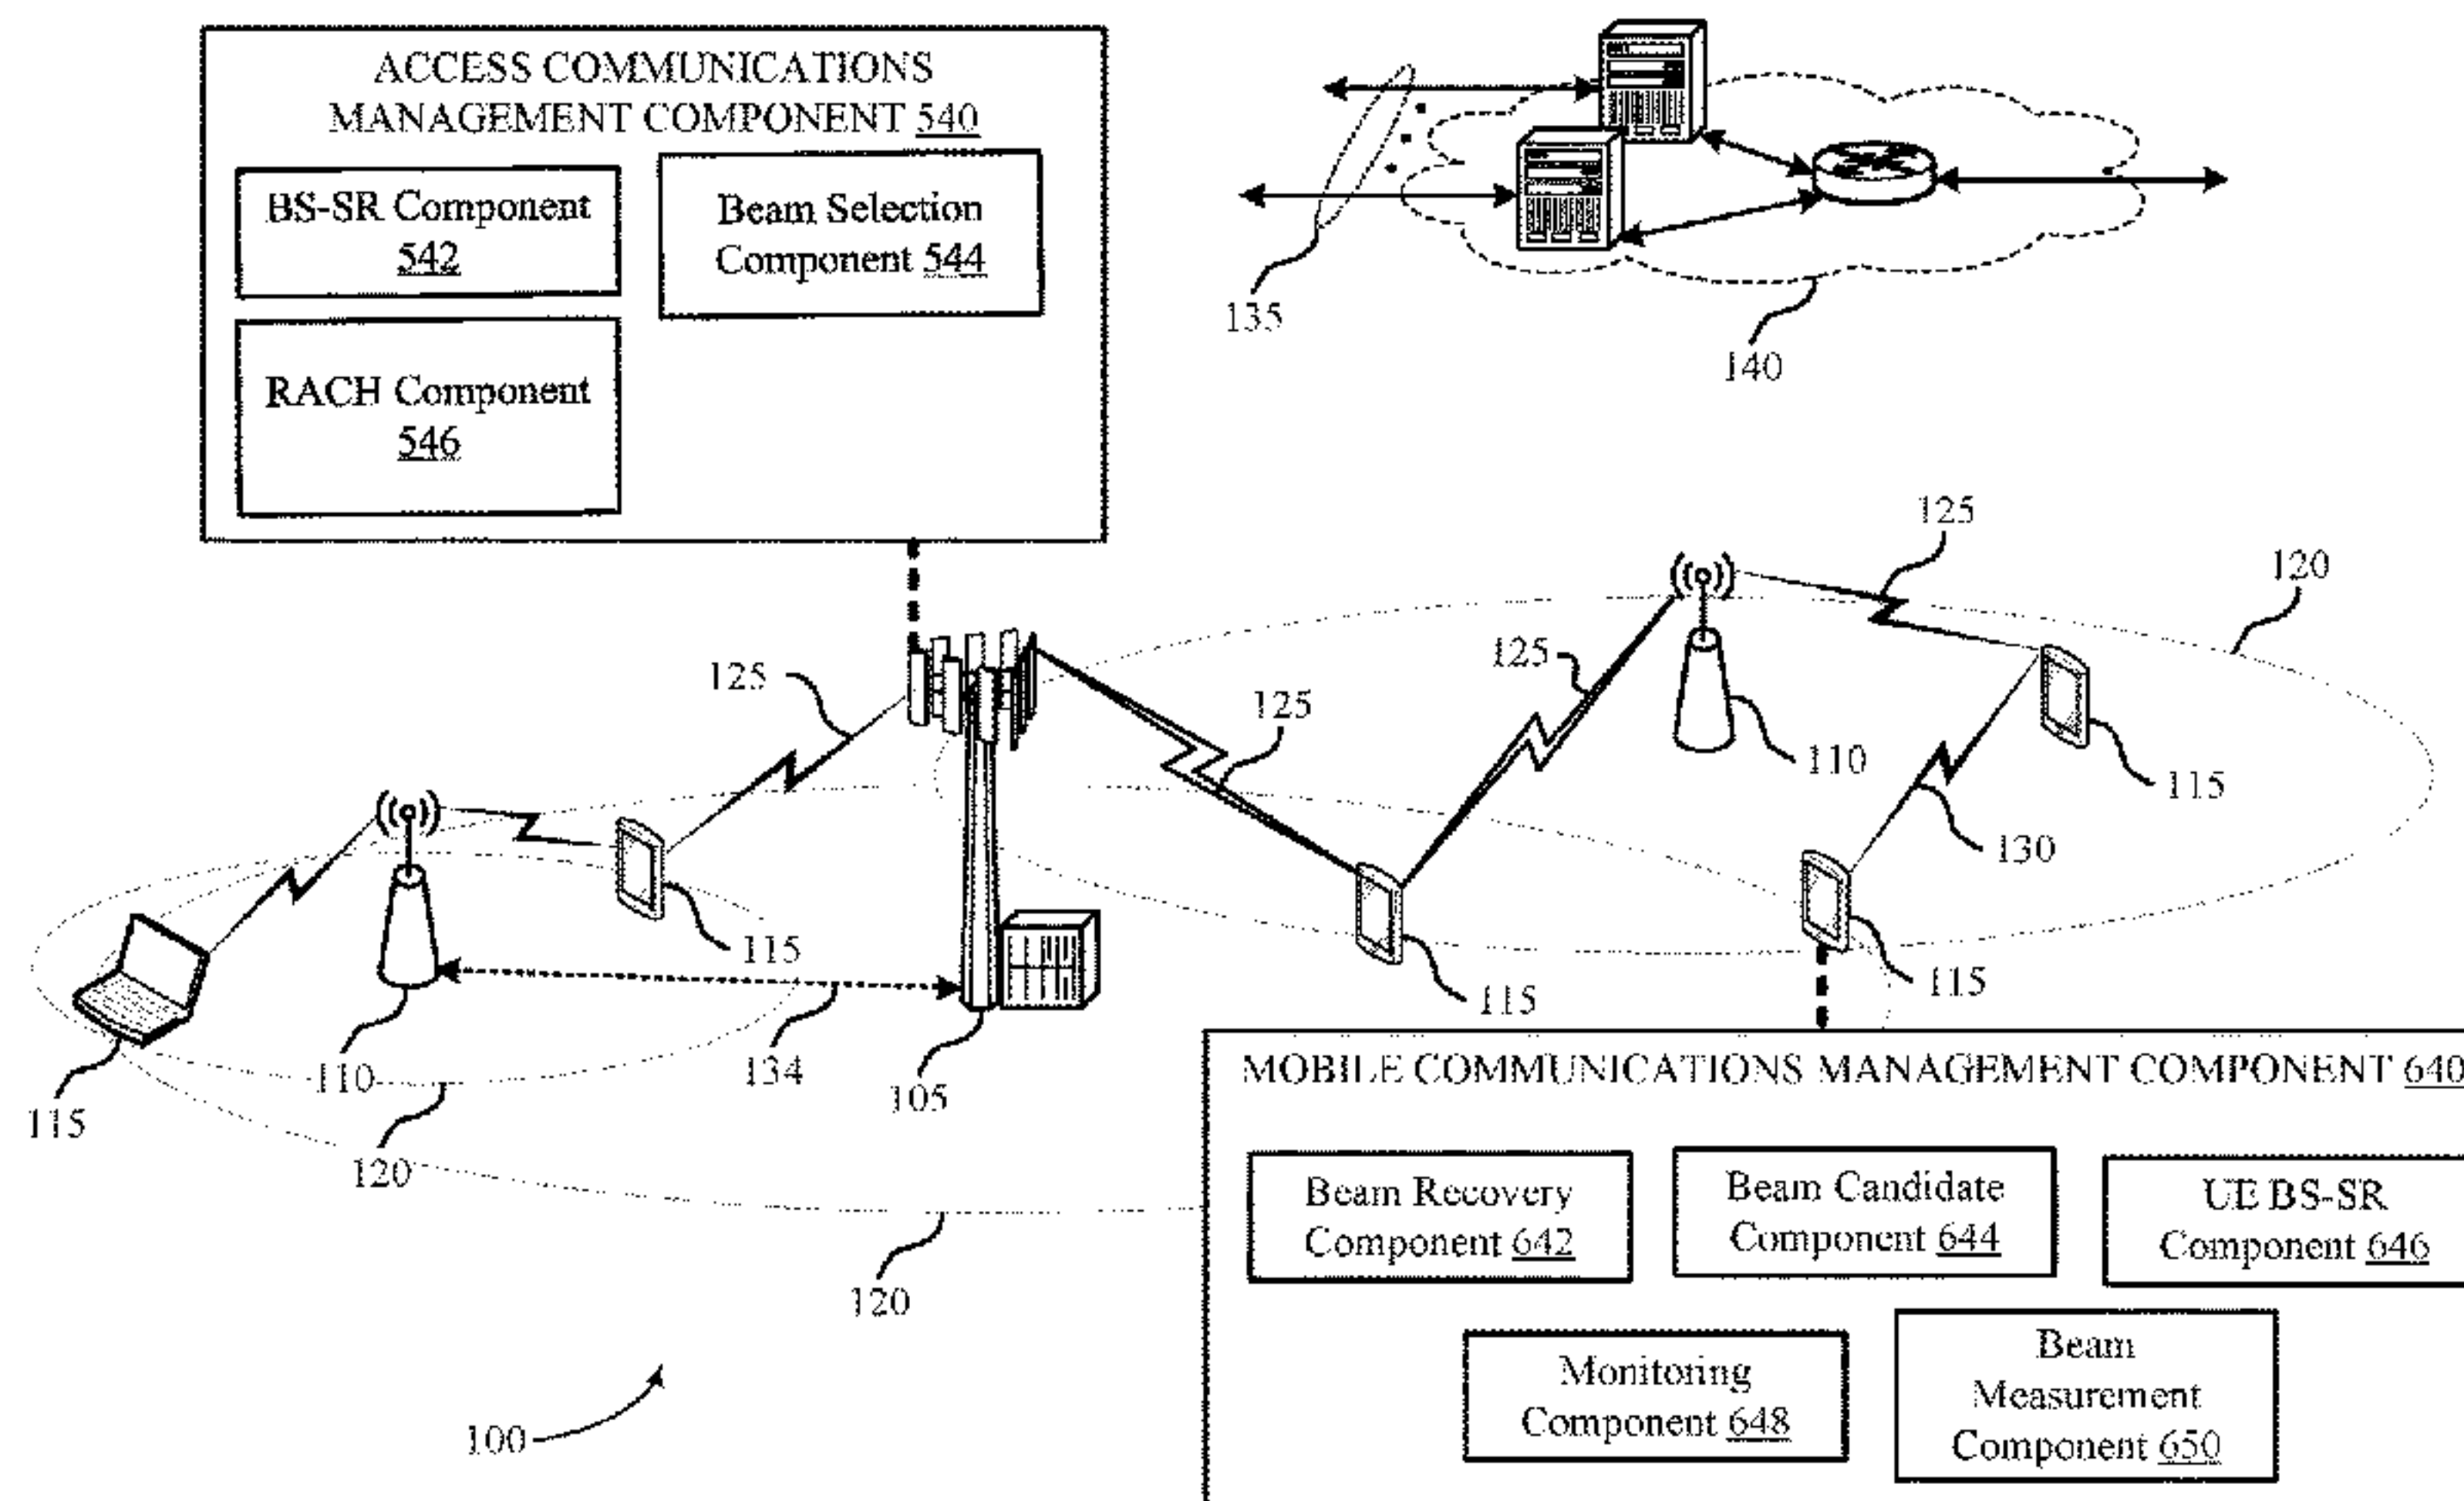 ACCESS COMMUNICATIONS
MANAGEMENT COMPONENT 540
BS-SR Component
542
Beam Selection
Component 544
RACH Component
546
135
140
125
120
125
125
125
110
115
130
115
115
115
134
105
110
115
120
120
100
MOBILE COMMUNICATIONS MANAGEMENT COMPONENT 640
Beam Recovery
Component 642
Beam Candidate
Component 644
UE BS-SR
Component 646
Monitoring
Component 648
Beam
Measurement
Component 650